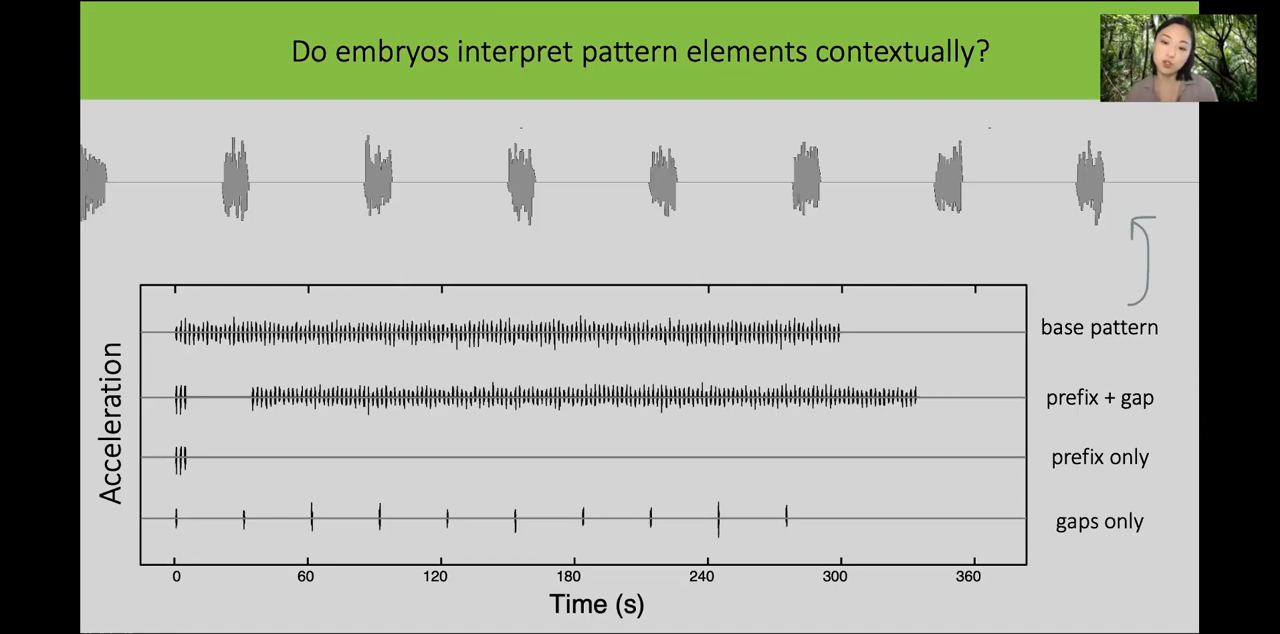 Do embryos interpret pattern elements contextually?
base pattern
prefix + gap
prefix only
gaps only
Acceleration
0 60 120 180 240 300 360
Time (s)